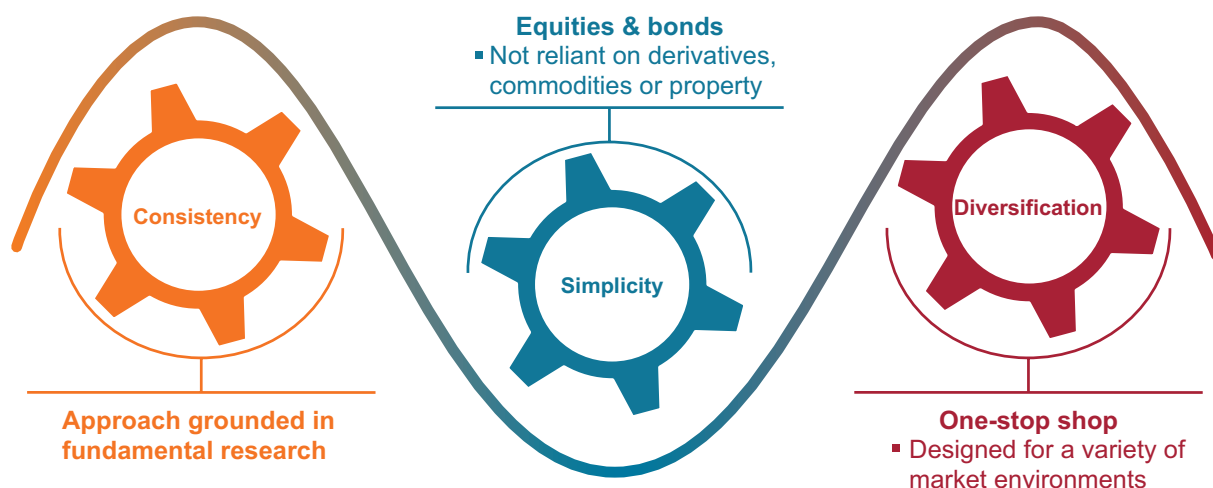 Consistency
Approach grounded in
fundamental research
Equities & bonds
▪ Not reliant on derivatives,
commodities or property
Simplicity
Diversification
One-stop shop
▪ Designed for a variety of
market environments